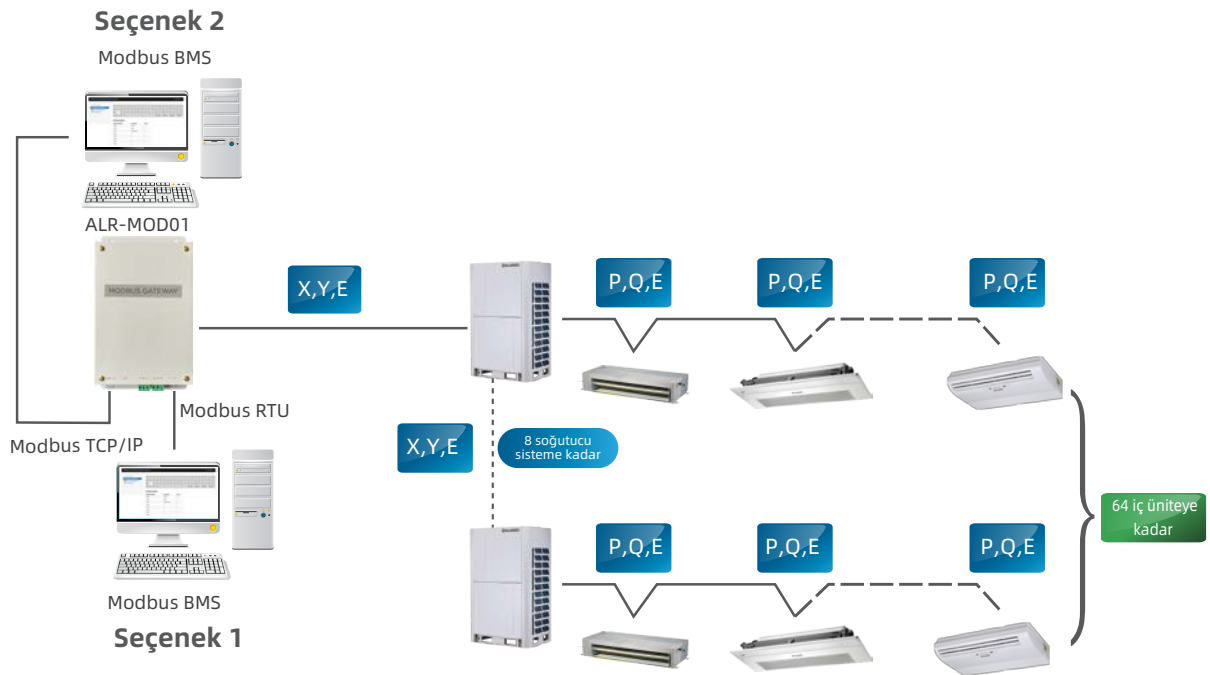 Seçenek 2
Modbus BMS
ALR-MOD01
MODBUS GATEWAY
X,Y,E
P,Q,E
P,Q,E
P,Q,E
Modbus RTU
Modbus TCP/IP
X,Y,E
8 soğutucu
sisteme kadar
64 iç üniteye
kadar
P,Q,E
P,Q,E
P,Q,E
Modbus BMS
Seçenek 1